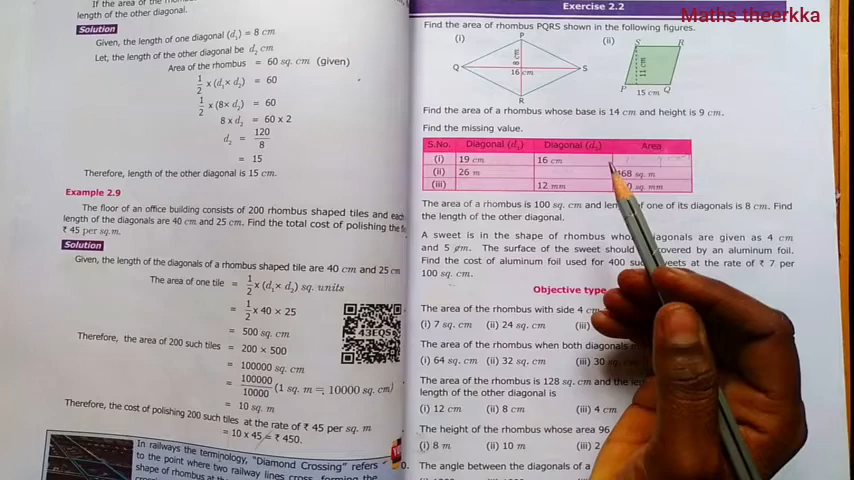 If the area of the
length of the other diagonal.
Solution
Given, the length of one diagonal (d₁) = 8 cm
Let, the length of the other diagonal be d₂ cm
Area of the rhombus = 60 sq. cm (given)
1/2 × (d₁ × d₂) = 60
1/2 × (8× d₂) = 60
8 x d₂ = 60 × 2
d₂ = 120/8
= 15
Therefore, length of the other diagonal is 15 cm.
Example 2.9
The floor of an office building consists of 200 rhombus shaped tiles and each
length of the diagonals are 40 cm and 25 cm. Find the total cost of polishing the
₹ 45 per sq.m.
Solution
Given, the length of the diagonals of a rhombus shaped tile are 40 cm and 25 cm
The area of one tile = 1/2 × (d₁ × d₂) sq. units
= 1/2 × 40 × 25
= 500 sq. cm
Therefore, the area of 200 such tiles = 200 × 500
= 100000 sq. cm
= 100000/10000 (1 sq. m = 10000 sq. cm)
= 10 sq. m
Therefore, the cost of polishing 200 such tiles at the rate of ₹ 45 per sq. m
= 10 × 45 = ₹ 450.
43EQS
In railways the terminology, "Diamond Crossing" refers
to the point where two railway lines cross, forming the
shape of rhombus at
Exercise 2.2
Maths theerkka
Find the area of rhombus PQRS shown in the following figures.
(i) P Q R S 8 cm 16 cm
(ii) S R P Q 11 cm 15 cm
Find the area of a rhombus whose base is 14 cm and height is 9 cm.
Find the missing value.
S.No. Diagonal (d₁) Diagonal (d₂) Area
(i) 19 cm 16 cm
(ii) 26 m 468 sq. m
(iii) 12 mm sq. mm
The area of a rhombus is 100 sq. cm and length of one of its diagonals is 8 cm. Find
the length of the other diagonal.
A sweet is in the shape of rhombus whose diagonals are given as 4 cm
and 5 cm. The surface of the sweet should covered by an aluminum foil.
Find the cost of aluminum foil used for 400 such sweets at the rate of ₹ 7 per
100 sq. cm.
Objective type
The area of the rhombus with side 4 cm
(i) 7 sq. cm (ii) 24 sq. cm (iii)
The area of the rhombus when both diagonals
(i) 64 sq. cm (ii) 32 sq. cm (iii) 30
The area of the rhombus is 128 sq. cm and the
length of the other diagonal is
(i) 12 cm (ii) 8 cm (iii) 4 cm
The height of the rhombus whose area 96
(i) 8 m (ii) 10 m (iii) 2
The angle between the diagonals of a